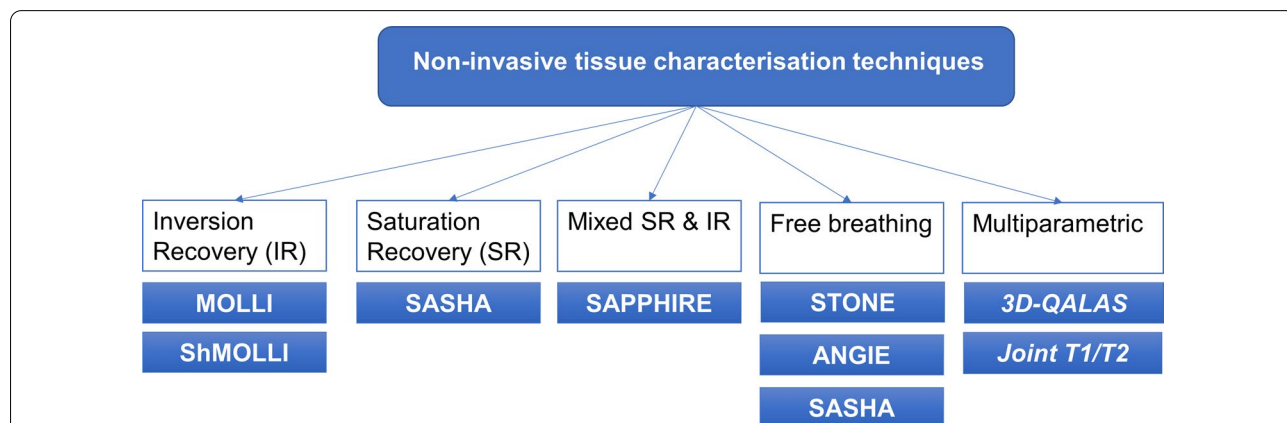 Non-invasive tissue characterisation techniques
Inversion
Recovery (IR)
MOLLI
ShMOLLI
Saturation
Recovery (SR)
SASHA
Mixed SR & IR
SAPPHIRE
Free breathing
STONE
ANGIE
SASHA
Multiparametric
3D-QALAS
Joint T1/T2